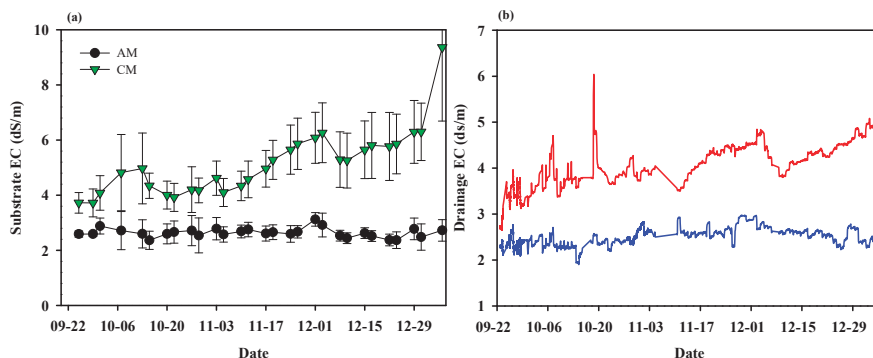 (a)
10
8
6
4
2
0
Substrate EC (dS/m)
AM
CM
09-22 10-06 10-20 11-03 11-17 12-01 12-15 12-29
Date
(b)
7
6
5
4
3
2
1
Drainage EC (ds/m)
09-22 10-06 10-20 11-03 11-17 12-01 12-15 12-29
Date